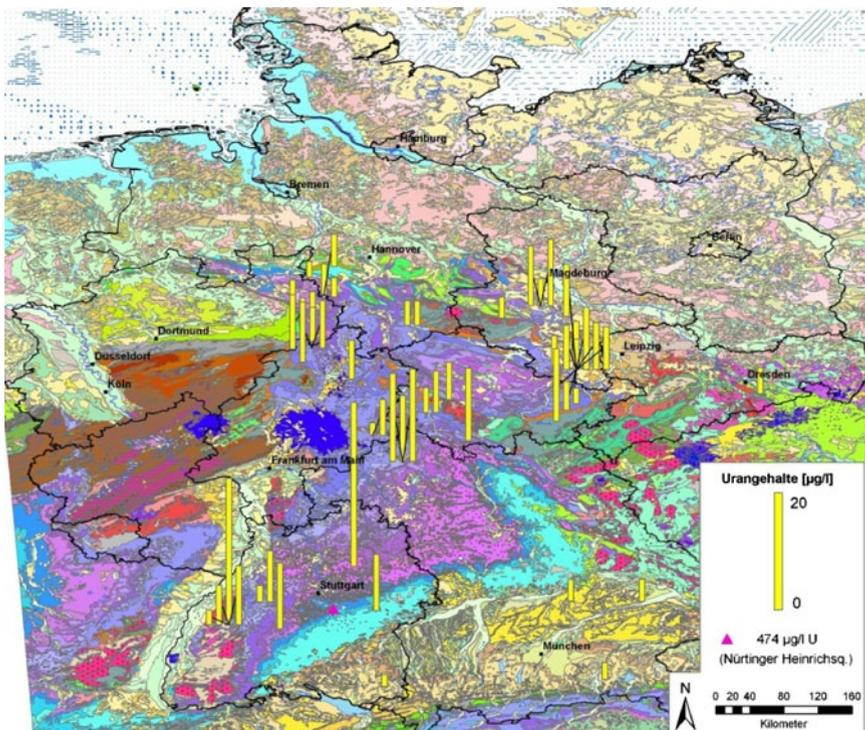 Hamburg
Bremen
Hannover
Berlin
Magdeburg
Dortmund
Leipzig
Düsseldorf
Dresden
Köln
Frankfurt am Main
Urangehalte [µg/l]
20
0
Stuttgart
474 µg/l U
(Nürtinger Heinrichsq.)
München
N
0 20 40 80 120 160
Kilometer